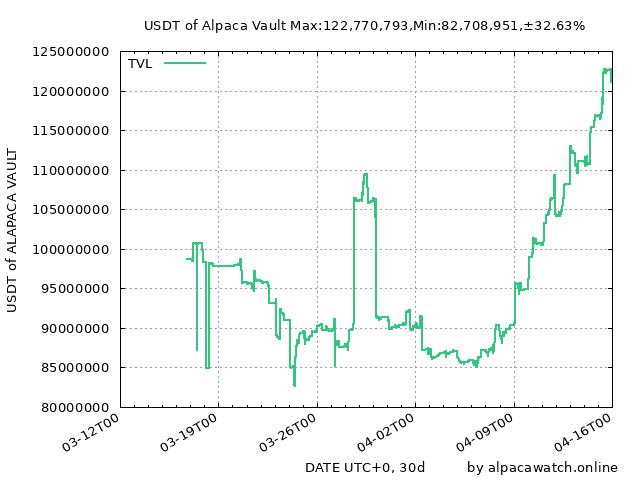 USDT of Alpaca Vault Max:122,770,793,Min:82,708,951,±32.63%
TVL
125000000
120000000
115000000
110000000
105000000
100000000
95000000
90000000
85000000
80000000
USDT of ALAPACA VAULT
03-12T00
03-19T00
03-26T00
04-02T00
04-09T00
04-16T00
DATE UTC+0, 30d
by alpacawatch.online